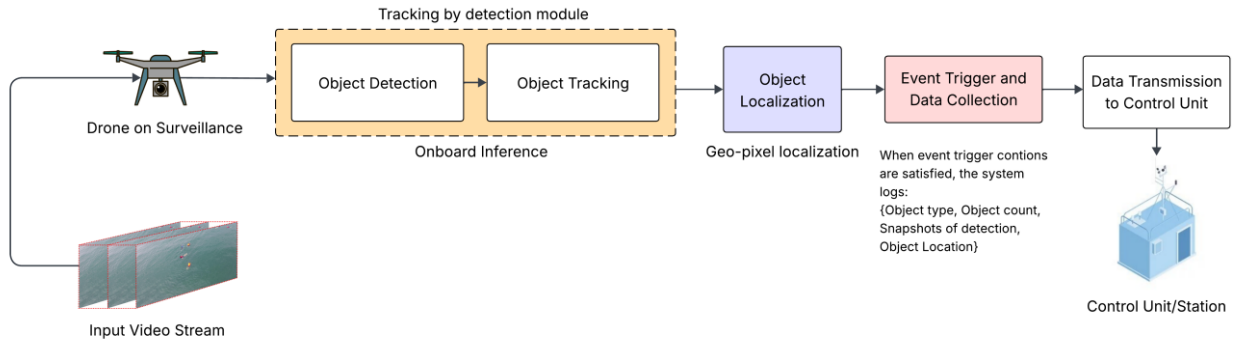 Tracking by detection module
Object Detection
Object Tracking
Onboard Inference
Drone on Surveillance
Input Video Stream
Object
Localization
Geo-pixel localization
Event Trigger and
Data Collection
When event trigger contions
are satisfied, the system
logs:
{Object type, Object count,
Snapshots of detection,
Object Location}
Data Transmission
to Control Unit
Control Unit/Station